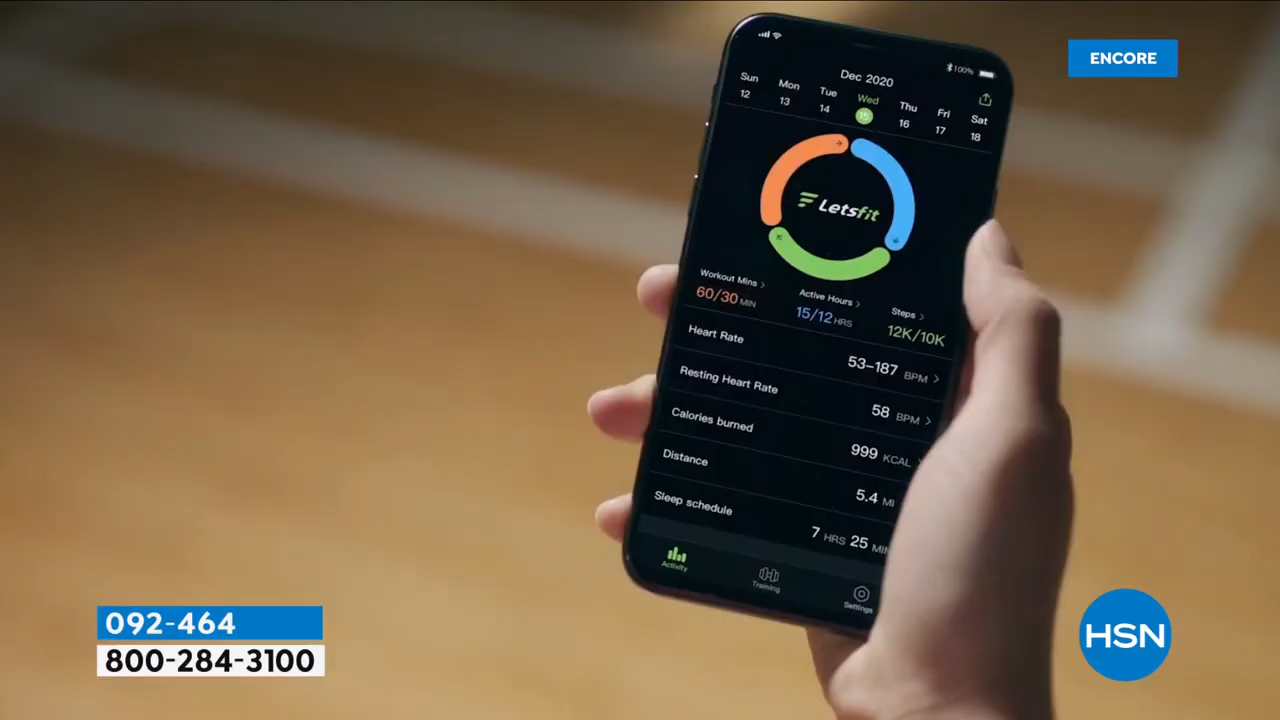 ENCORE
100%
Dec 2020
Sun Mon Tue Wed Thu Fri Sat
12 13 14 15 16 17 18
Letsfit
Workout Mins Active Hours Steps
60/30 MIN 15/12 HRS 12K/10K
Heart Rate 53–187 BPM
Resting Heart Rate 58 BPM
Calories burned 999 KCAL
Distance 5.4 MI
Sleep schedule 7 HRS 25 MIN
Activity Training Settings
092-464
800-284-3100
HSN